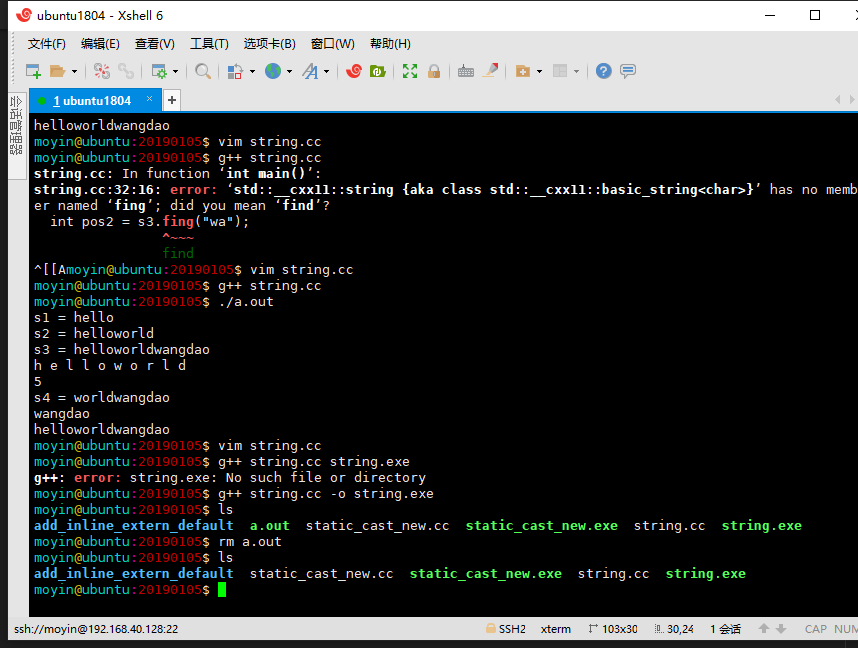 ubuntu1804 - Xshell 6
文件(F) 编辑(E) 查看(V) 工具(T) 选项卡(B) 窗口(W) 帮助(H)
会话管理器
1 ubuntu1804 × +
helloworldwangdao
moyin@ubuntu:20190105$ vim string.cc
moyin@ubuntu:20190105$ g++ string.cc
string.cc: In function ‘int main()’:
string.cc:32:16: error: ‘std::__cxx11::string {aka class std::__cxx11::basic_string<char>}’ has no memb
er named ‘fing’; did you mean ‘find’?
  int pos2 = s3.fing("wa");
                ^~~~
                find
^[[Amoyin@ubuntu:20190105$ vim string.cc
moyin@ubuntu:20190105$ g++ string.cc
moyin@ubuntu:20190105$ ./a.out
s1 = hello
s2 = helloworld
s3 = helloworldwangdao
h e l l o w o r l d
5
s4 = worldwangdao
wangdao
helloworldwangdao
moyin@ubuntu:20190105$ vim string.cc
moyin@ubuntu:20190105$ g++ string.cc string.exe
g++: error: string.exe: No such file or directory
moyin@ubuntu:20190105$ g++ string.cc -o string.exe
moyin@ubuntu:20190105$ ls
add_inline_extern_default  a.out  static_cast_new.cc  static_cast_new.exe  string.cc  string.exe
moyin@ubuntu:20190105$ rm a.out
moyin@ubuntu:20190105$ ls
add_inline_extern_default  static_cast_new.cc  static_cast_new.exe  string.cc  string.exe
moyin@ubuntu:20190105$
ssh://moyin@192.168.40.128:22 SSH2 xterm 103x30 30,24 1 会话 CAP NUM